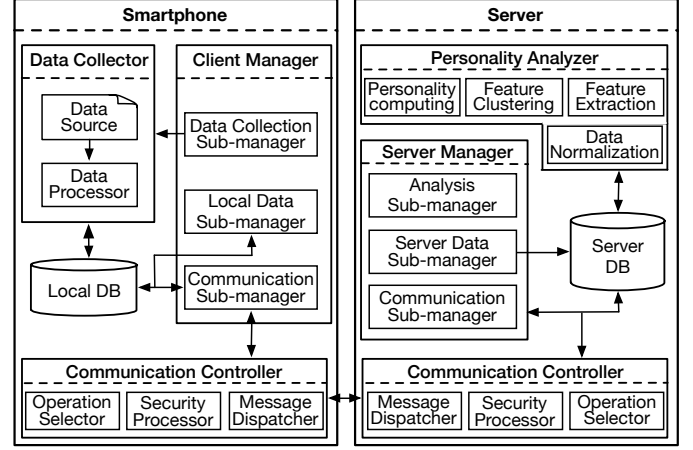 Smartphone
Data Collector
Data
Source
Data
Processor
Local DB
Client Manager
Data Collection
Sub-manager
Local Data
Sub-manager
Communication
Sub-manager
Communication Controller
Operation
Selector
Security
Processor
Message
Dispatcher
Server
Personality Analyzer
Personality
computing
Feature
Clustering
Feature
Extraction
Data
Normalization
Server Manager
Analysis
Sub-manager
Server Data
Sub-manager
Communication
Sub-manager
Server
DB
Communication Controller
Message
Dispatcher
Security
Processor
Operation
Selector